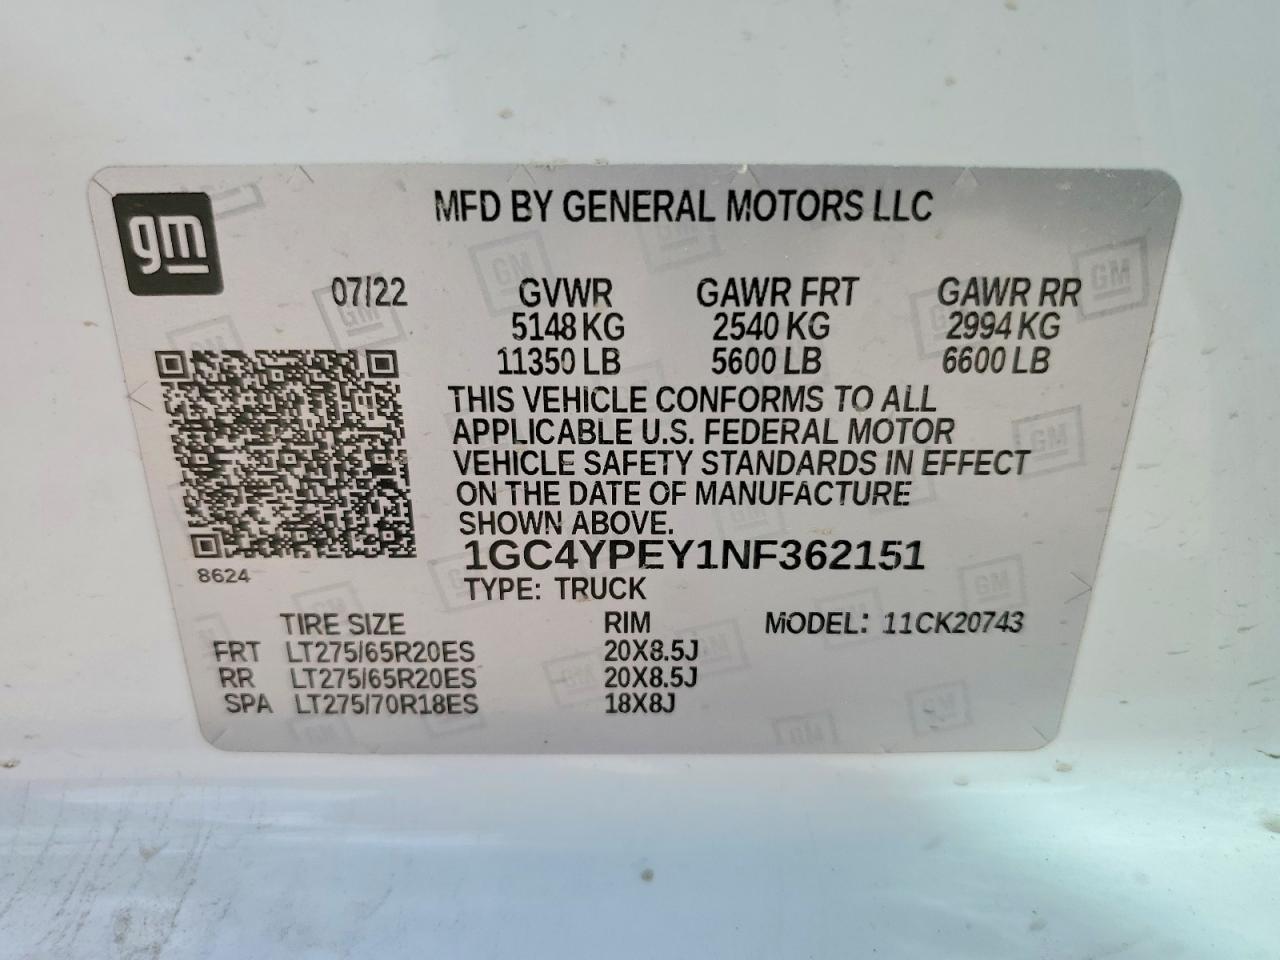 gm
MFD BY GENERAL MOTORS LLC
07/22 GVWR GAWR FRT GAWR RR
5148 KG 2540 KG 2994 KG
11350 LB 5600 LB 6600 LB
THIS VEHICLE CONFORMS TO ALL
APPLICABLE U.S. FEDERAL MOTOR
VEHICLE SAFETY STANDARDS IN EFFECT
ON THE DATE OF MANUFACTURE
SHOWN ABOVE.
1GC4YPEY1NF362151
8624
TYPE: TRUCK
TIRE SIZE RIM MODEL: 11CK20743
FRT LT275/65R20ES 20X8.5J
RR LT275/65R20ES 20X8.5J
SPA LT275/70R18ES 18X8J